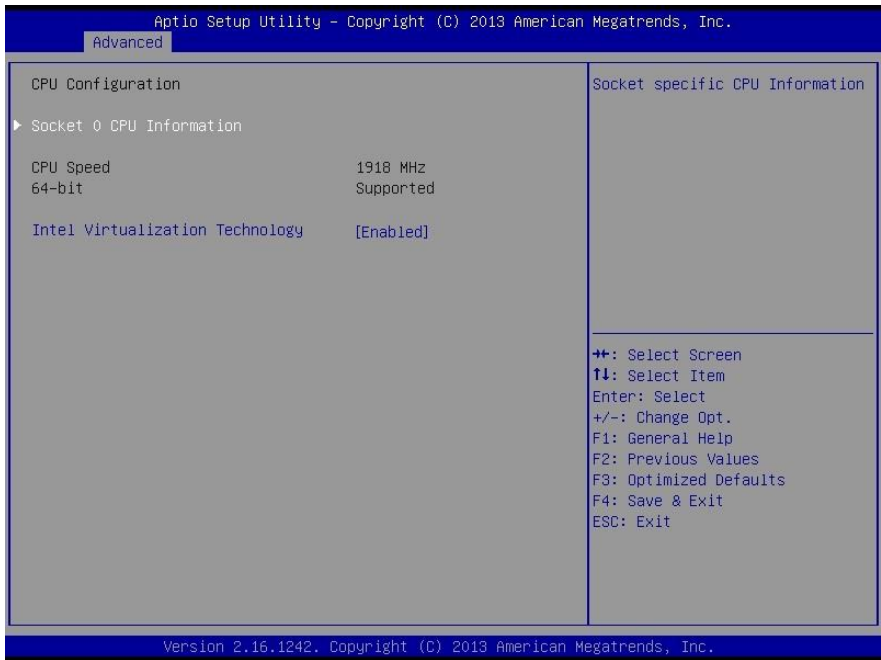 Aptio Setup Utility – Copyright (C) 2013 American Megatrends, Inc.
Advanced
CPU Configuration
Socket 0 CPU Information
CPU Speed 1918 MHz
64-bit Supported
Intel Virtualization Technology [Enabled]
Socket specific CPU Information
→←: Select Screen
↑↓: Select Item
Enter: Select
+/-: Change Opt.
F1: General Help
F2: Previous Values
F3: Optimized Defaults
F4: Save & Exit
ESC: Exit
Version 2.16.1242. Copyright (C) 2013 American Megatrends, Inc.